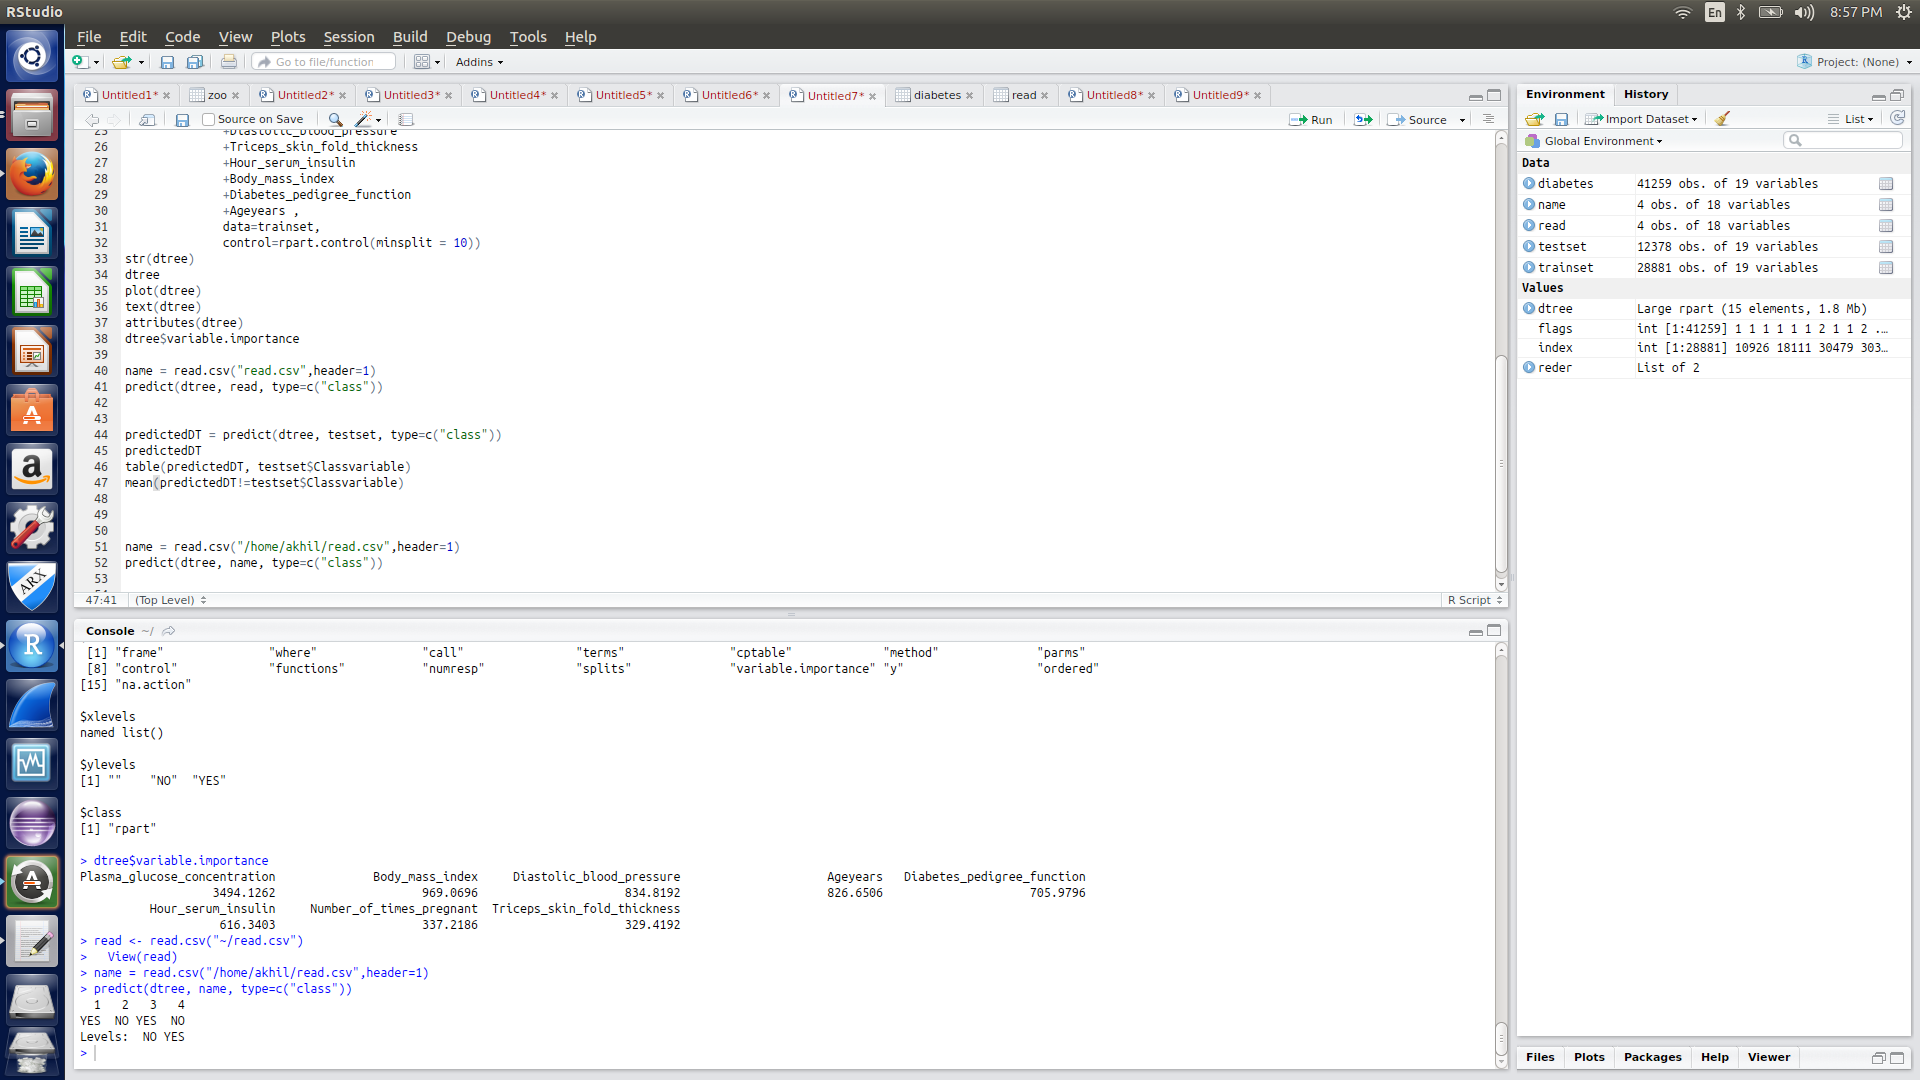 RStudio
En
8:57 PM
File Edit Code View Plots Session Build Debug Tools Help
Go to file/function
Addins
Project: (None)
Untitled1* zoo Untitled2* Untitled3* Untitled4* Untitled5* Untitled6* Untitled7* diabetes read Untitled8* Untitled9*
Source on Save
Run
Source
25 +Diastolic_blood_pressure
26 +Triceps_skin_fold_thickness
27 +Hour_serum_insulin
28 +Body_mass_index
29 +Diabetes_pedigree_function
30 +Ageyears ,
31 data=trainset,
32 control=rpart.control(minsplit = 10))
33 str(dtree)
34 dtree
35 plot(dtree)
36 text(dtree)
37 attributes(dtree)
38 dtree$variable.importance
39
40 name = read.csv("read.csv",header=1)
41 predict(dtree, read, type=c("class"))
42
43
44 predictedDT = predict(dtree, testset, type=c("class"))
45 predictedDT
46 table(predictedDT, testset$Classvariable)
47 mean(predictedDT!=testset$Classvariable)
48
49
50
51 name = read.csv("/home/akhil/read.csv",header=1)
52 predict(dtree, name, type=c("class"))
53
47:41 (Top Level)
R Script
Console ~/
[1] "frame" "where" "call" "terms" "cptable" "method" "parms"
[8] "control" "functions" "numresp" "splits" "variable.importance" "y" "ordered"
[15] "na.action"
$xlevels
named list()
$ylevels
[1] "" "NO" "YES"
$class
[1] "rpart"
> dtree$variable.importance
Plasma_glucose_concentration Body_mass_index Diastolic_blood_pressure Ageyears Diabetes_pedigree_function
3494.1262 969.0696 834.8192 826.6506 705.9796
Hour_serum_insulin Number_of_times_pregnant Triceps_skin_fold_thickness
616.3403 337.2186 329.4192
> read <- read.csv("~/read.csv")
> View(read)
> name = read.csv("/home/akhil/read.csv",header=1)
> predict(dtree, name, type=c("class"))
1 2 3 4
YES NO YES NO
Levels: NO YES
>
Environment History
Import Dataset
List
Global Environment
Data
diabetes 41259 obs. of 19 variables
name 4 obs. of 18 variables
read 4 obs. of 18 variables
testset 12378 obs. of 19 variables
trainset 28881 obs. of 19 variables
Values
dtree Large rpart (15 elements, 1.8 Mb)
flags int [1:41259] 1 1 1 1 1 1 2 1 1 2 ...
index int [1:28881] 10926 18111 30479 303...
reder List of 2
Files Plots Packages Help Viewer
a
ARX
R